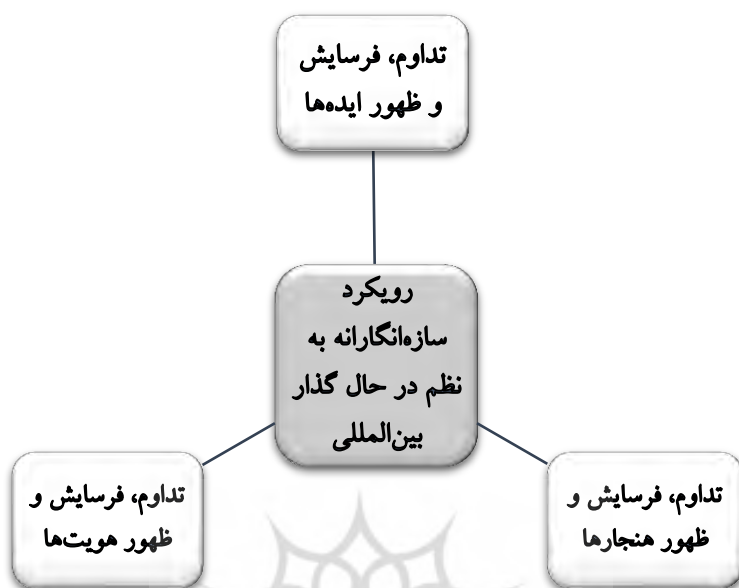 تداوم، فرسایش
و ظهور ایده‌ها
رویکرد
سازه‌انگارانه به
نظم در حال گذار
بین‌المللی
تداوم، فرسایش و
ظهور هنجارها
تداوم، فرسایش و
ظهور هویت‌ها